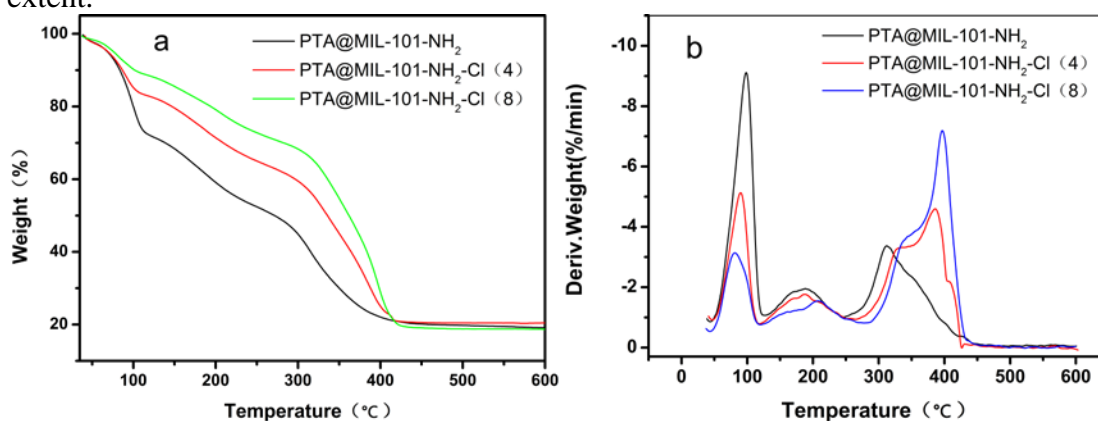 extent.
a
PTA@MIL-101-NH₂
PTA@MIL-101-NH₂-Cl（4）
PTA@MIL-101-NH₂-Cl（8）
Weight（%）
100
80
60
40
20
100 200 300 400 500 600
Temperature（℃）
b
PTA@MIL-101-NH₂
PTA@MIL-101-NH₂-Cl（4）
PTA@MIL-101-NH₂-Cl（8）
Deriv.Weight(%/min)
-10
-8
-6
-4
-2
0
0 100 200 300 400 500 600
Temperature（℃）